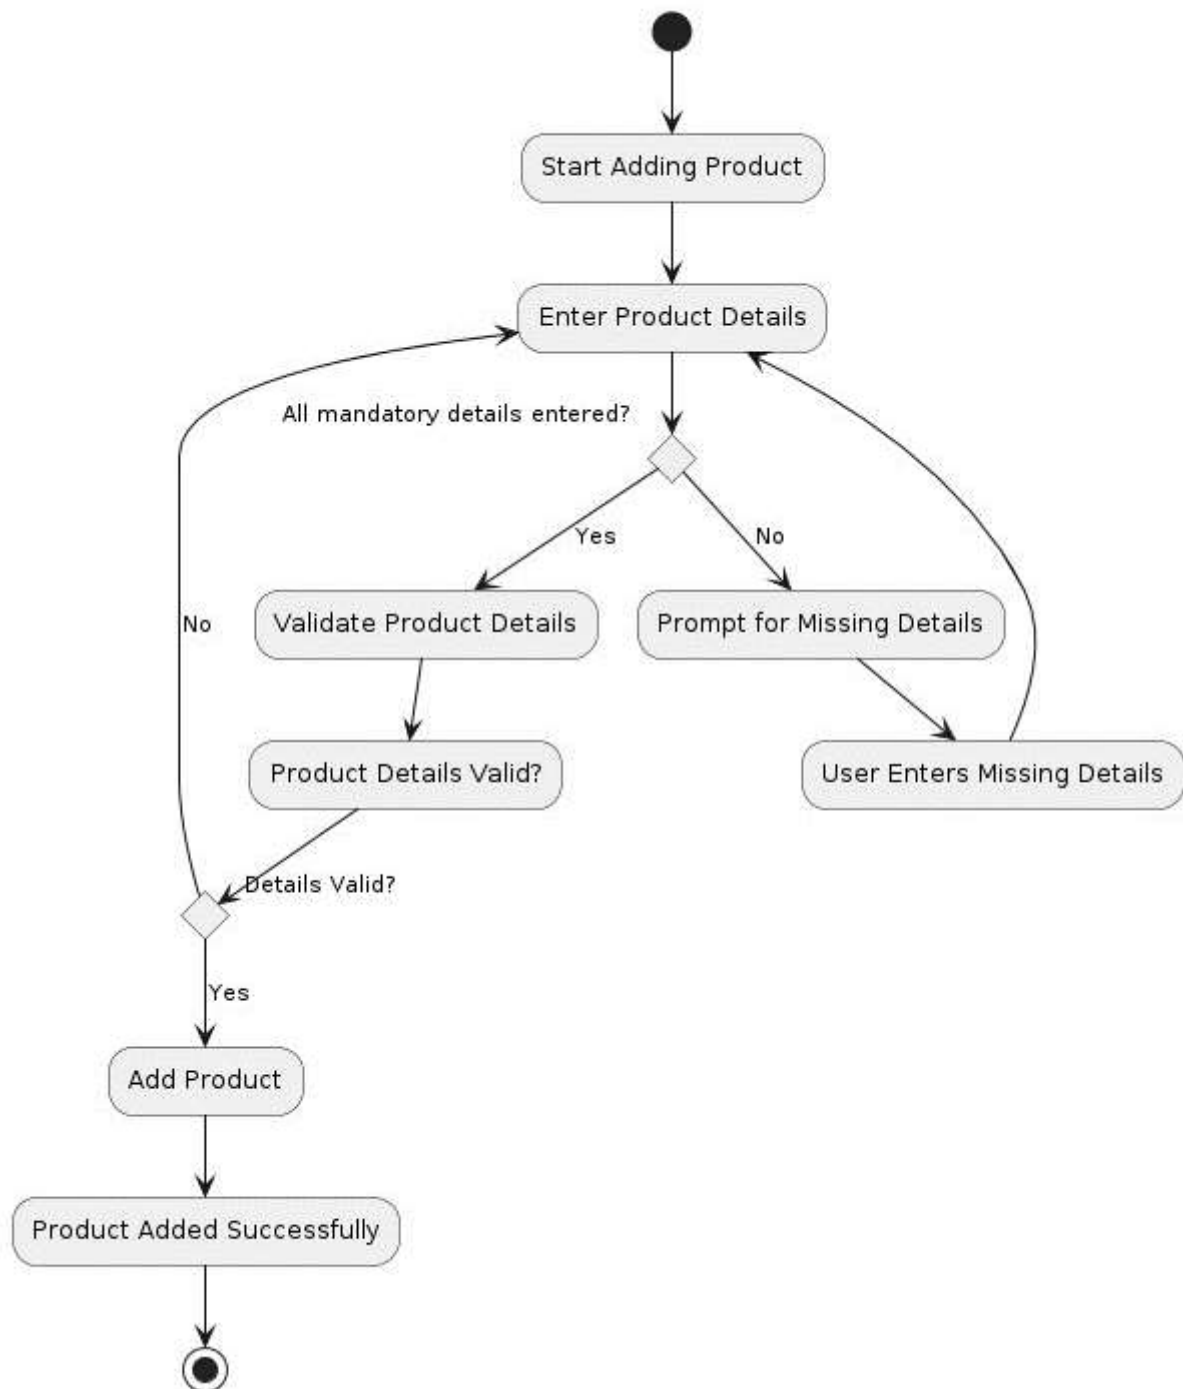 Start Adding Product
Enter Product Details
All mandatory details entered?
Yes
No
Validate Product Details
Prompt for Missing Details
No
Product Details Valid?
User Enters Missing Details
Details Valid?
Yes
Add Product
Product Added Successfully